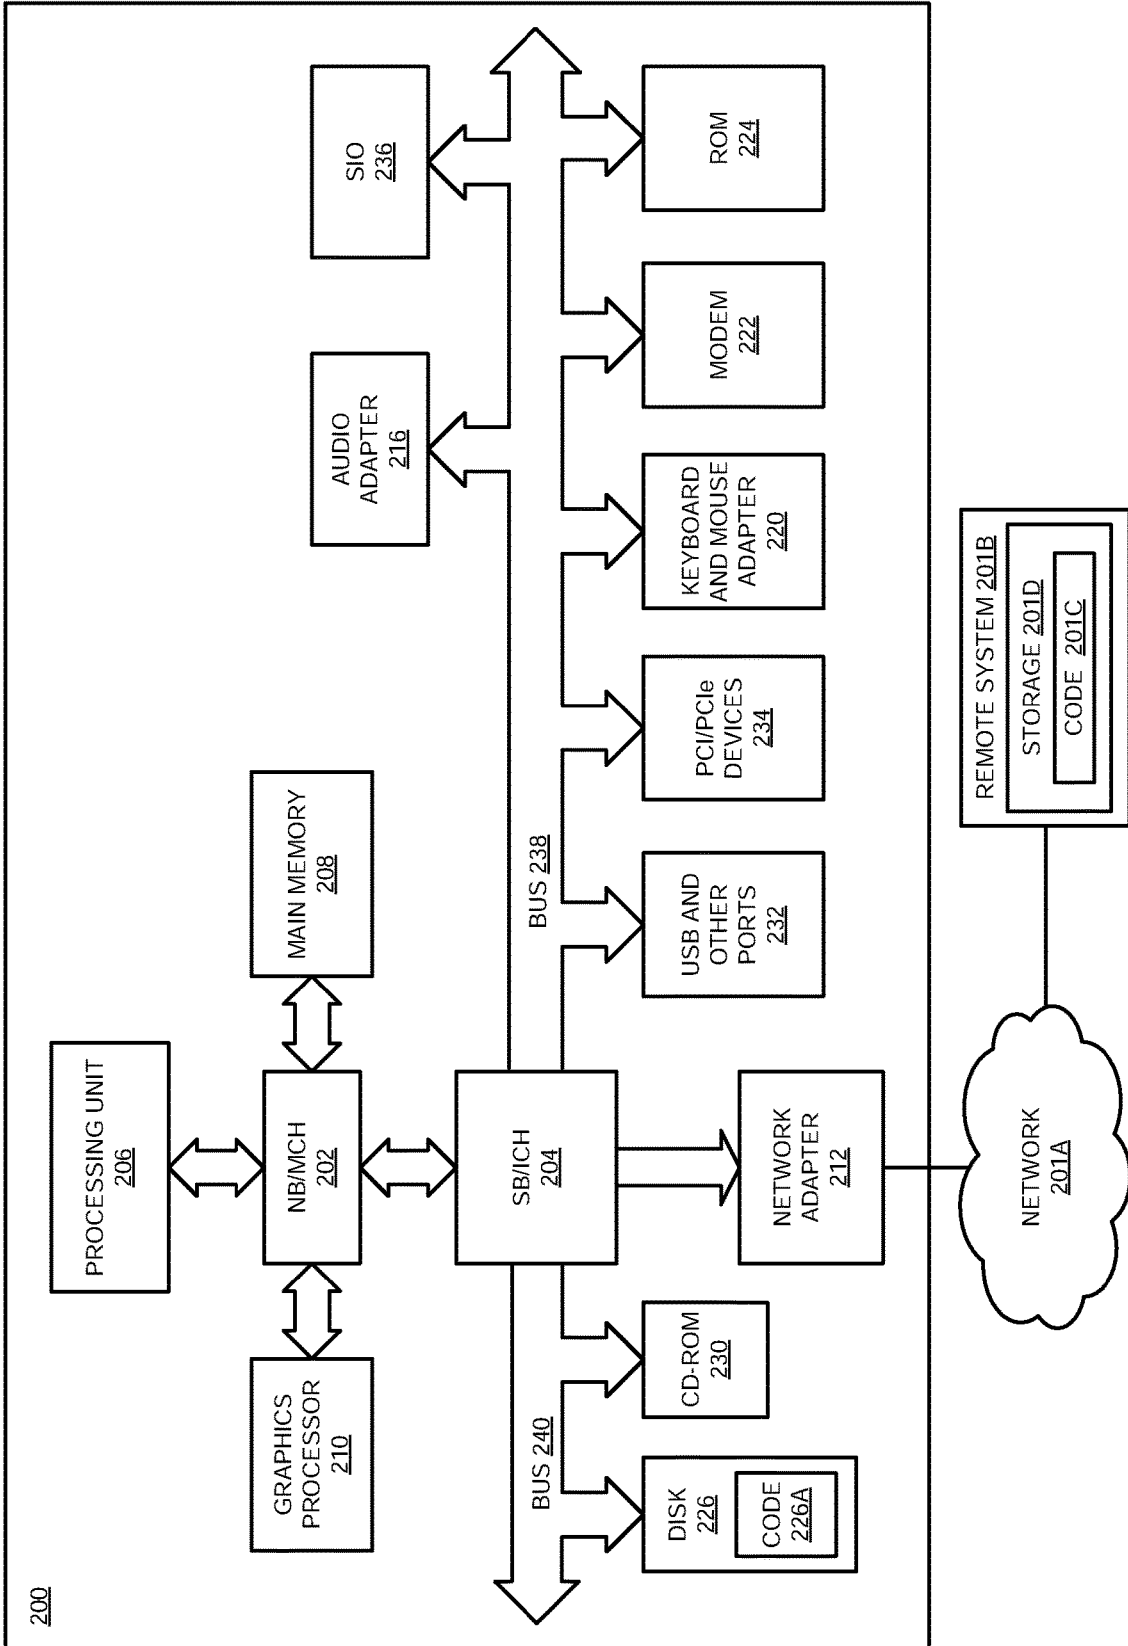 200
PROCESSING UNIT
206
GRAPHICS
PROCESSOR
210
NB/MCH
202
MAIN MEMORY
208
AUDIO
ADAPTER
216
SIO
236
BUS 240
SB/ICH
204
BUS 238
DISK
226
CODE
226A
CD-ROM
230
NETWORK
ADAPTER
212
USB AND
OTHER
PORTS
232
PCI/PCIe
DEVICES
234
KEYBOARD
AND MOUSE
ADAPTER
220
MODEM
222
ROM
224
NETWORK
201A
REMOTE SYSTEM 201B
STORAGE 201D
CODE 201C